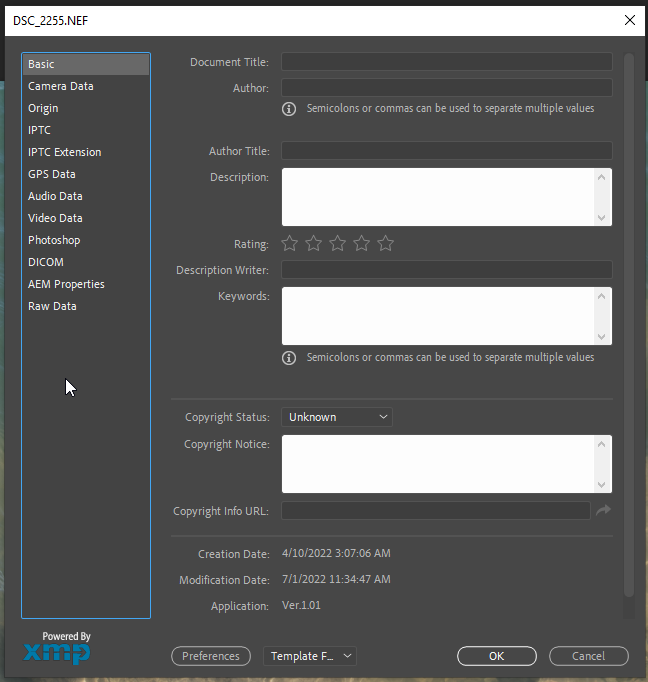 DSC_2255.NEF
Basic
Camera Data
Origin
IPTC
IPTC Extension
GPS Data
Audio Data
Video Data
Photoshop
DICOM
AEM Properties
Raw Data
Powered By
xmp
Document Title:
Author:
Semicolons or commas can be used to separate multiple values
Author Title:
Description:
Rating:
Description Writer:
Keywords:
Semicolons or commas can be used to separate multiple values
Copyright Status: Unknown
Copyright Notice:
Copyright Info URL:
Creation Date: 4/10/2022 3:07:06 AM
Modification Date: 7/1/2022 11:34:47 AM
Application: Ver.1.01
Preferences Template F... OK Cancel